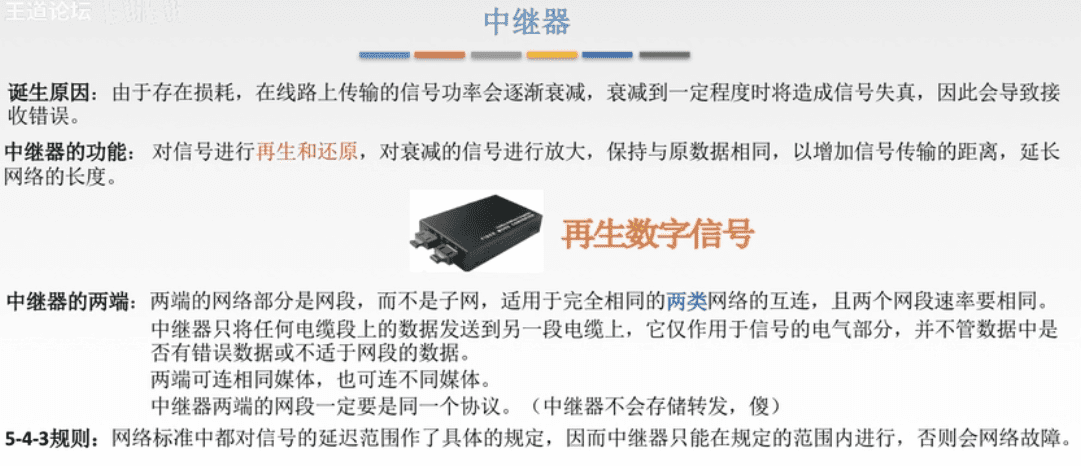 王道论坛
中继器
诞生原因：由于存在损耗，在线路上传输的信号功率会逐渐衰减，衰减到一定程度时将造成信号失真，因此会导致接
收错误。
中继器的功能： 对信号进行再生和还原，对衰减的信号进行放大，保持与原数据相同，以增加信号传输的距离，延长
网络的长度。
再生数字信号
中继器的两端：两端的网络部分是网段，而不是子网，适用于完全相同的两类网络的互连，且两个网段速率要相同。
中继器只将任何电缆段上的数据发送到另一段电缆上，它仅作用于信号的电气部分，并不管数据中是
否有错误数据或不适于网段的数据。
两端可连相同媒体，也可连不同媒体。
中继器两端的网段一定要是同一个协议。（中继器不会存储转发，傻）
5-4-3规则：网络标准中都对信号的延迟范围作了具体的规定，因而中继器只能在规定的范围内进行，否则会网络故障。